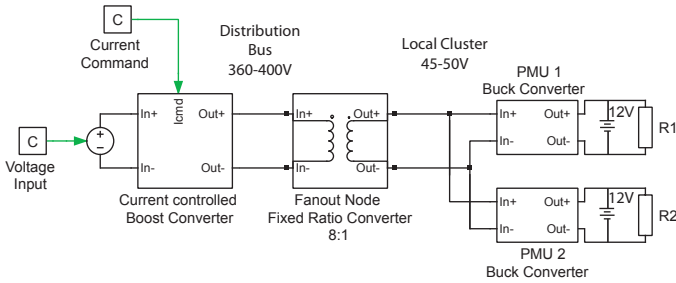 C
Current
Command
Distribution
Bus
360-400V
Local Cluster
45-50V
PMU 1
Buck Converter
C
Voltage
Input
+
−
In+
Icmd
Out+
In-
Out-
Current controlled
Boost Converter
In+
Out+
In-
Out-
Fanout Node
Fixed Ratio Converter
8:1
In+
Out+
In-
Out-
12V
R1
In+
Out+
In-
Out-
12V
R2
PMU 2
Buck Converter